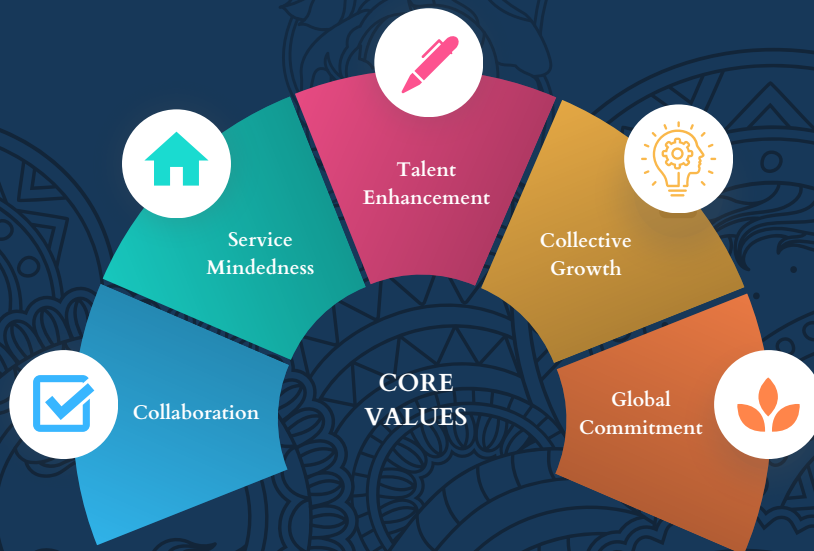 Talent
Enhancement
Service
Mindedness
Collective
Growth
Collaboration
CORE
VALUES
Global
Commitment